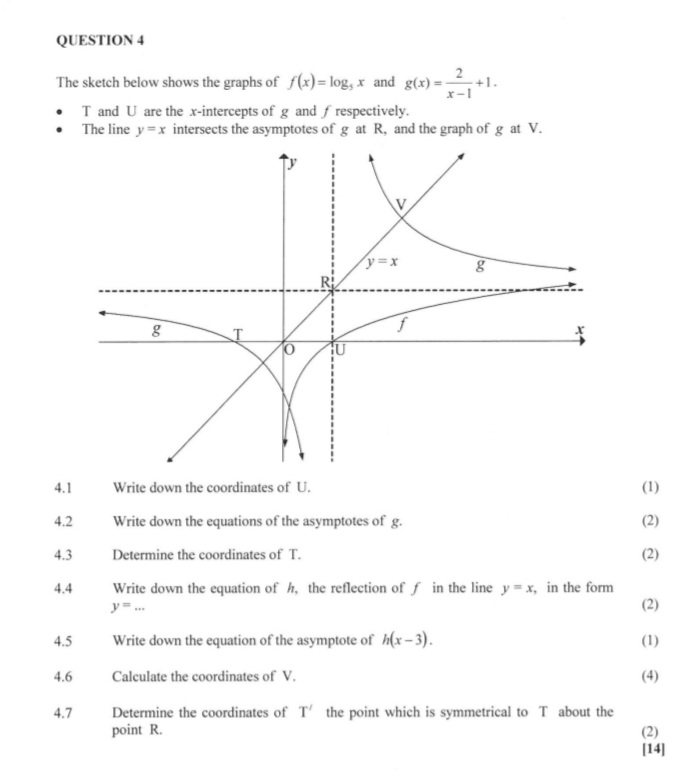 QUESTION 4
The sketch below shows the graphs of f(x) = log₅ x and g(x) = 2/(x−1) + 1.
• T and U are the x-intercepts of g and f respectively.
• The line y = x intersects the asymptotes of g at R, and the graph of g at V.
y
V
y = x
g
R
g
T
f
x
O
U
4.1 Write down the coordinates of U. (1)
4.2 Write down the equations of the asymptotes of g. (2)
4.3 Determine the coordinates of T. (2)
4.4 Write down the equation of h, the reflection of f in the line y = x, in the form
y = ... (2)
4.5 Write down the equation of the asymptote of h(x − 3). (1)
4.6 Calculate the coordinates of V. (4)
4.7 Determine the coordinates of T′ the point which is symmetrical to T about the
point R. (2)
[14]